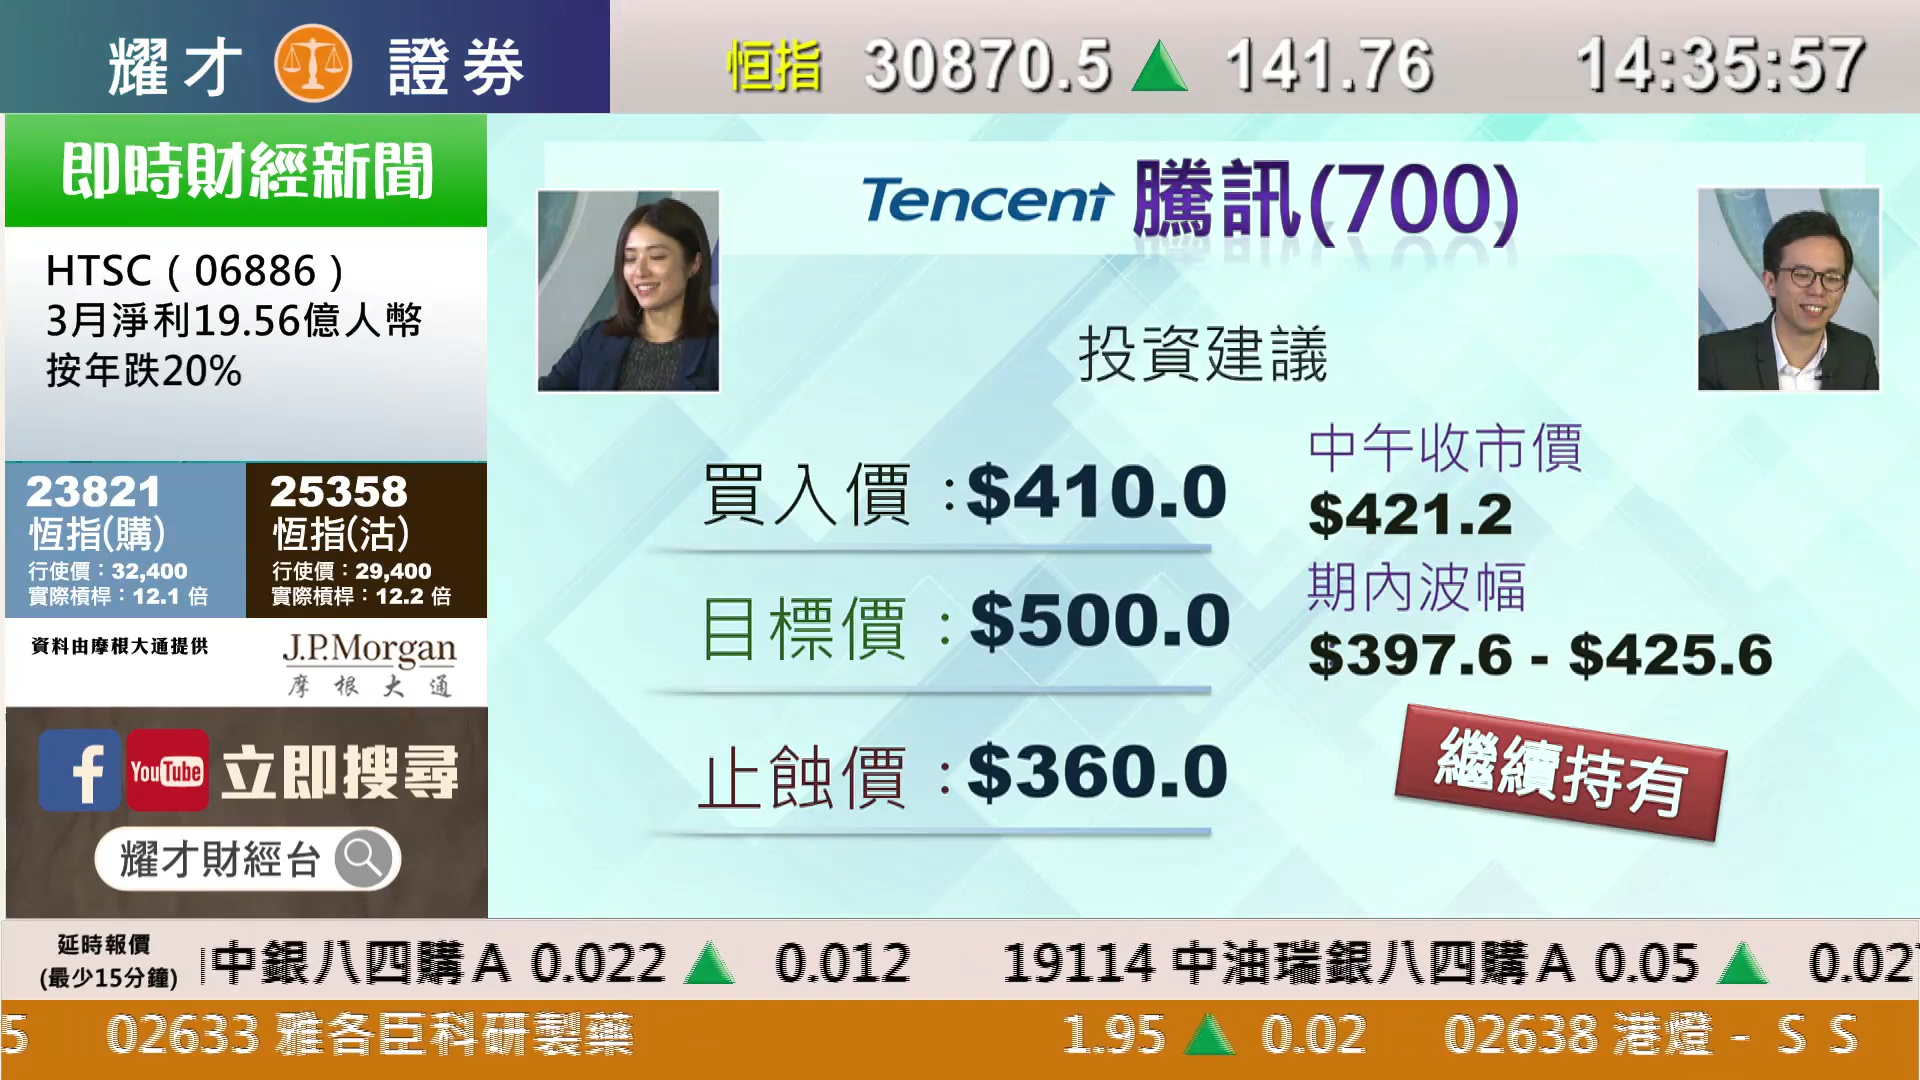 耀才證券
恒指 30870.5 ▲ 141.76 14:35:57
即時財經新聞
HTSC（06886）
3月淨利19.56億人幣
按年跌20%
23821
恆指(購)
行使價：32,400
實際槓桿：12.1 倍
25358
恆指(沽)
行使價：29,400
實際槓桿：12.2 倍
資料由摩根大通提供
J.P.Morgan
摩根大通
f YouTube 立即搜尋
耀才財經台
Tencent 騰訊(700)
投資建議
買入價：$410.0
目標價：$500.0
止蝕價：$360.0
中午收市價
$421.2
期內波幅
$397.6 - $425.6
繼續持有
延時報價
(最少15分鐘)
中銀八四購A 0.022 ▲ 0.012 19114 中油瑞銀八四購A 0.05 ▲ 0.02
5 02633 雅各臣科研製藥 1.95 ▲ 0.02 02638 港燈－ＳＳ